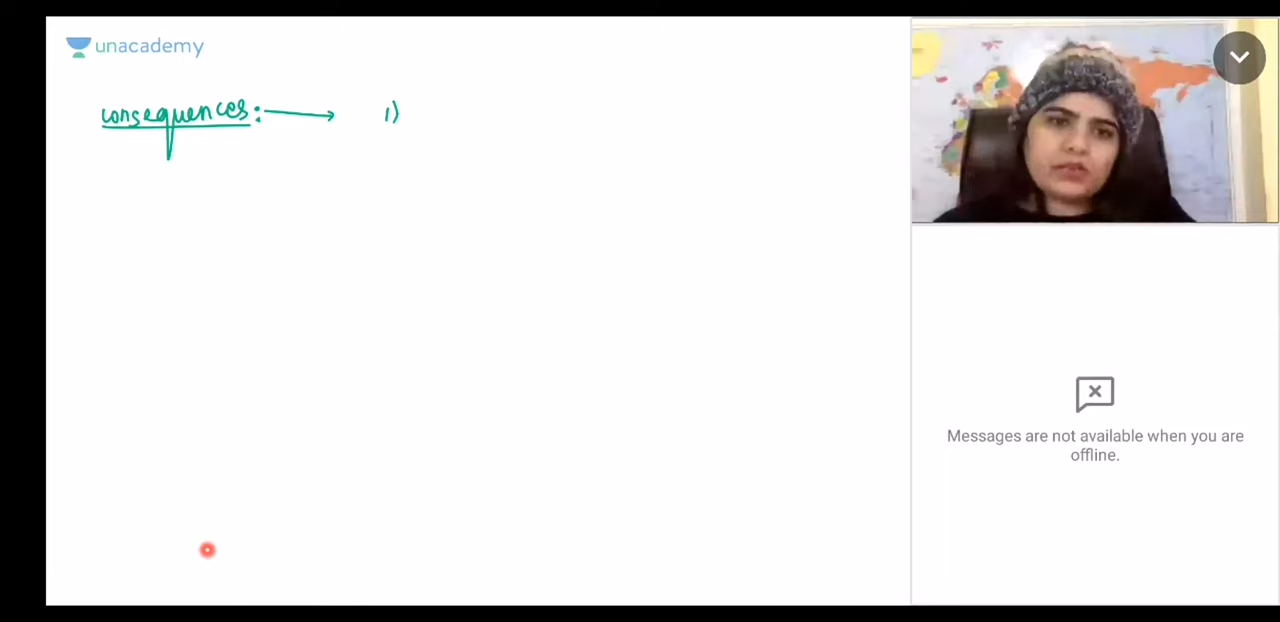 unacademy
consequences: → 1)
Messages are not available when you are
offline.